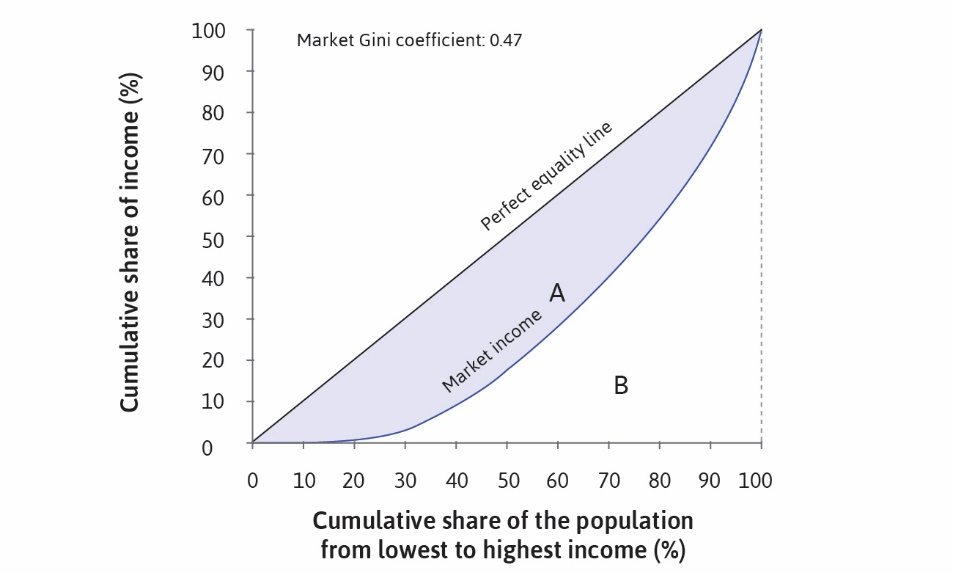 Market Gini coefficient: 0.47
Cumulative share of income (%)
100
90
80
70
60
50
40
30
20
10
0
Perfect equality line
Market income
A
B
0 10 20 30 40 50 60 70 80 90 100
Cumulative share of the population
from lowest to highest income (%)